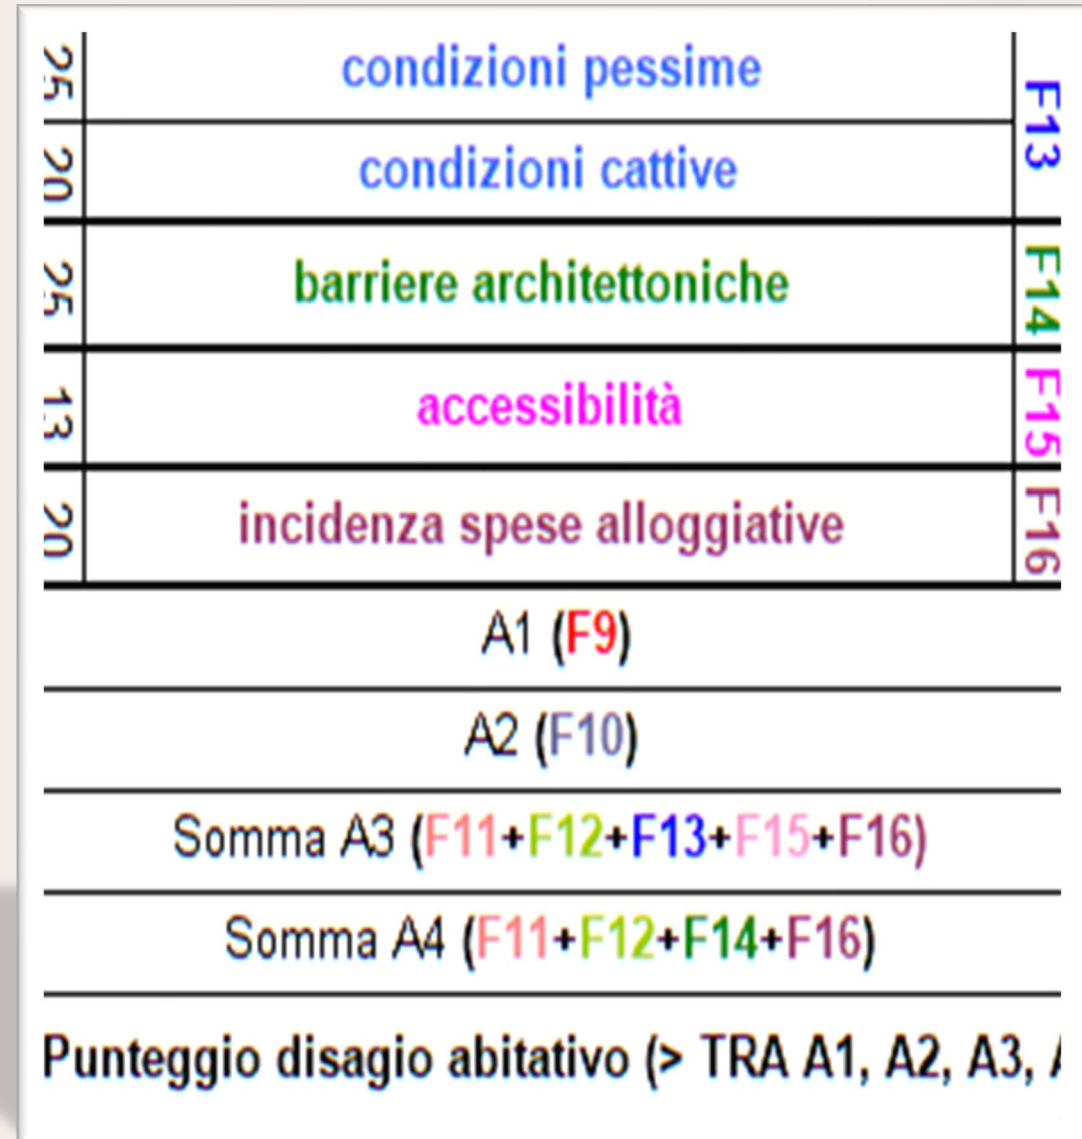 25 condizioni pessime F13
20 condizioni cattive
25 barriere architettoniche F14
13 accessibilità F15
20 incidenza spese alloggiative F16
A1 (F9)
A2 (F10)
Somma A3 (F11+F12+F13+F15+F16)
Somma A4 (F11+F12+F14+F16)
Punteggio disagio abitativo (> TRA A1, A2, A3,